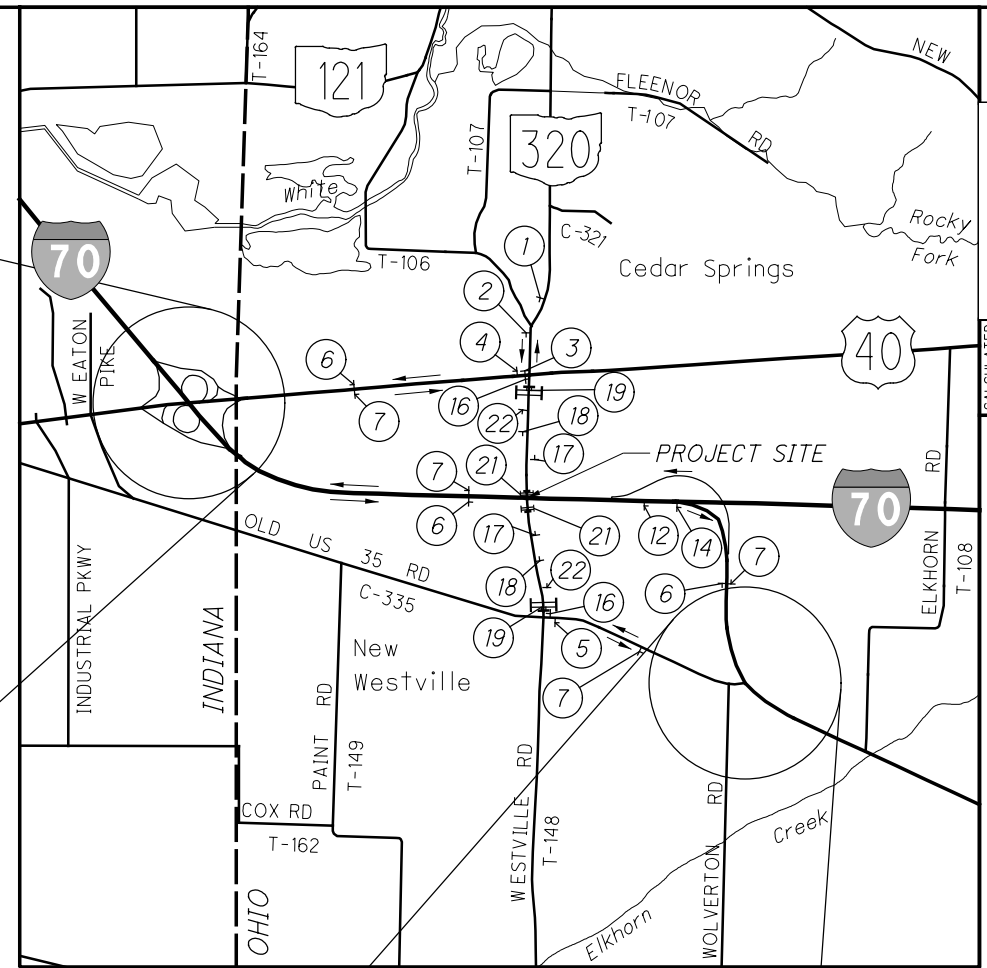 T-164
121
NEW
FLEENOR
RD
T-107
T-107
320
White
Rocky
Fork
C-321
1
T-106
Cedar Springs
70
2
W EATON
PIKE
4
3
40
6
7
16
19
22
18
17
PROJECT SITE
21
7
6
70
RD
OLD US 35 RD
C-335
17
21
12
14
ELKHORN
T-108
18
22
6
7
16
19
5
INDUSTRIAL PKWY
INDIANA
New
Westville
7
PAINT RD
T-149
WESTVILLE RD
T-148
COX RD
T-162
RD
WOLVERTON
Creek
Elkhorn
OHIO